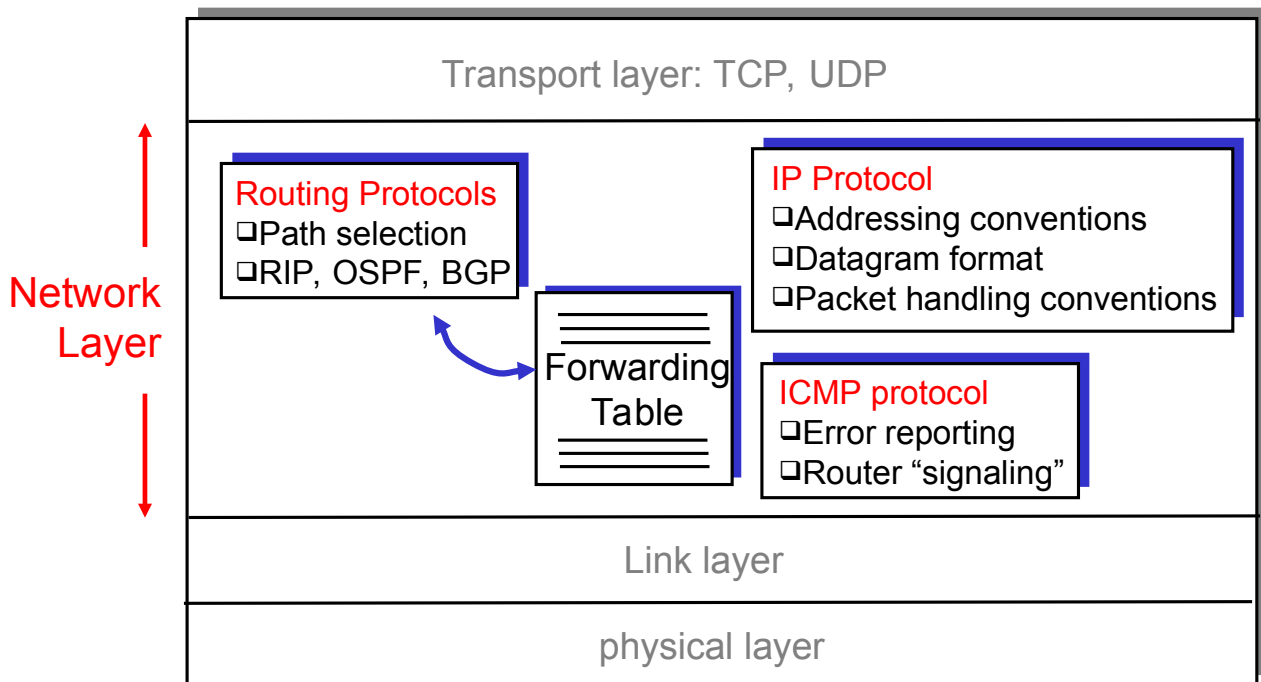 Transport layer: TCP, UDP
Network
Layer
Routing Protocols
❑Path selection
❑RIP, OSPF, BGP
Forwarding
Table
IP Protocol
❑Addressing conventions
❑Datagram format
❑Packet handling conventions
ICMP protocol
❑Error reporting
❑Router “signaling”
Link layer
physical layer